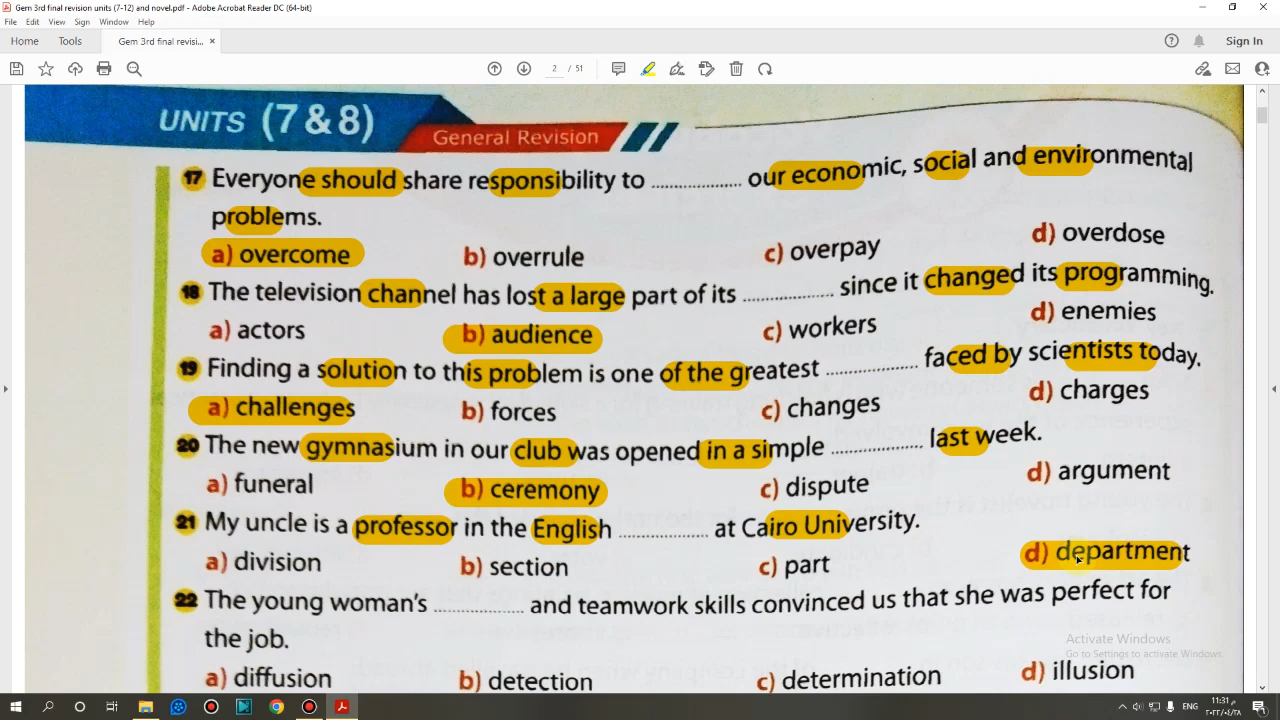 Gem 3rd final revision units (7-12) and novel.pdf - Adobe Acrobat Reader DC (64-bit)
File Edit View Sign Window Help
Home Tools Gem 3rd final revisi... × Sign In
2 / 51
UNITS (7 & 8) General Revision
17 Everyone should share responsibility to .................. our economic, social and environmental
problems.
a) overcome b) overrule c) overpay d) overdose
18 The television channel has lost a large part of its .................. since it changed its programming.
a) actors b) audience c) workers d) enemies
19 Finding a solution to this problem is one of the greatest .................. faced by scientists today.
a) challenges b) forces c) changes d) charges
20 The new gymnasium in our club was opened in a simple .................. last week.
a) funeral b) ceremony c) dispute d) argument
21 My uncle is a professor in the English .................. at Cairo University.
a) division b) section c) part d) department
22 The young woman's .................. and teamwork skills convinced us that she was perfect for
the job.
a) diffusion b) detection c) determination d) illusion
Activate Windows
Go to Settings to activate Windows.
ENG
11:31 م